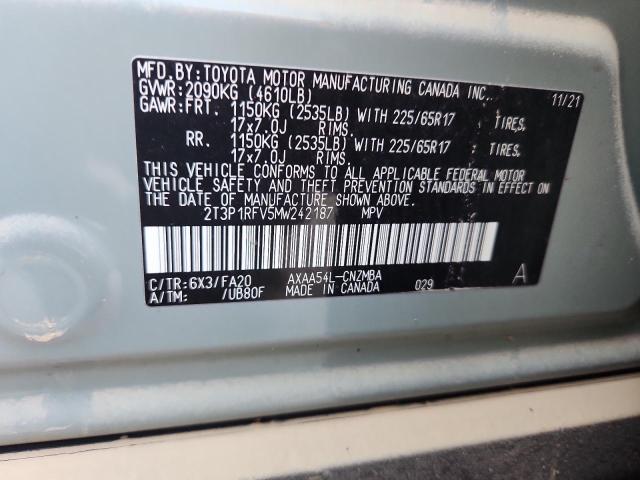 MFD.BY:TOYOTA MOTOR MANUFACTURING CANADA INC. 11/21
GVWR:2090KG (4610LB)
GAWR:FRT. 1150KG (2535LB) WITH 225/65R17 TIRES,
17x7.0J RIMS.
RR. 1150KG (2535LB) WITH 225/65R17 TIRES,
17x7.0J RIMS.
THIS VEHICLE CONFORMS TO ALL APPLICABLE FEDERAL MOTOR
VEHICLE SAFETY AND THEFT PREVENTION STANDARDS IN EFFECT ON
THE DATE OF MANUFACTURE SHOWN ABOVE.
2T3P1RFV5MW242187 MPV
C/TR:6X3/FA20 AXAA54L-CNZMBA A
A/TM: /UB80F MADE IN CANADA 029